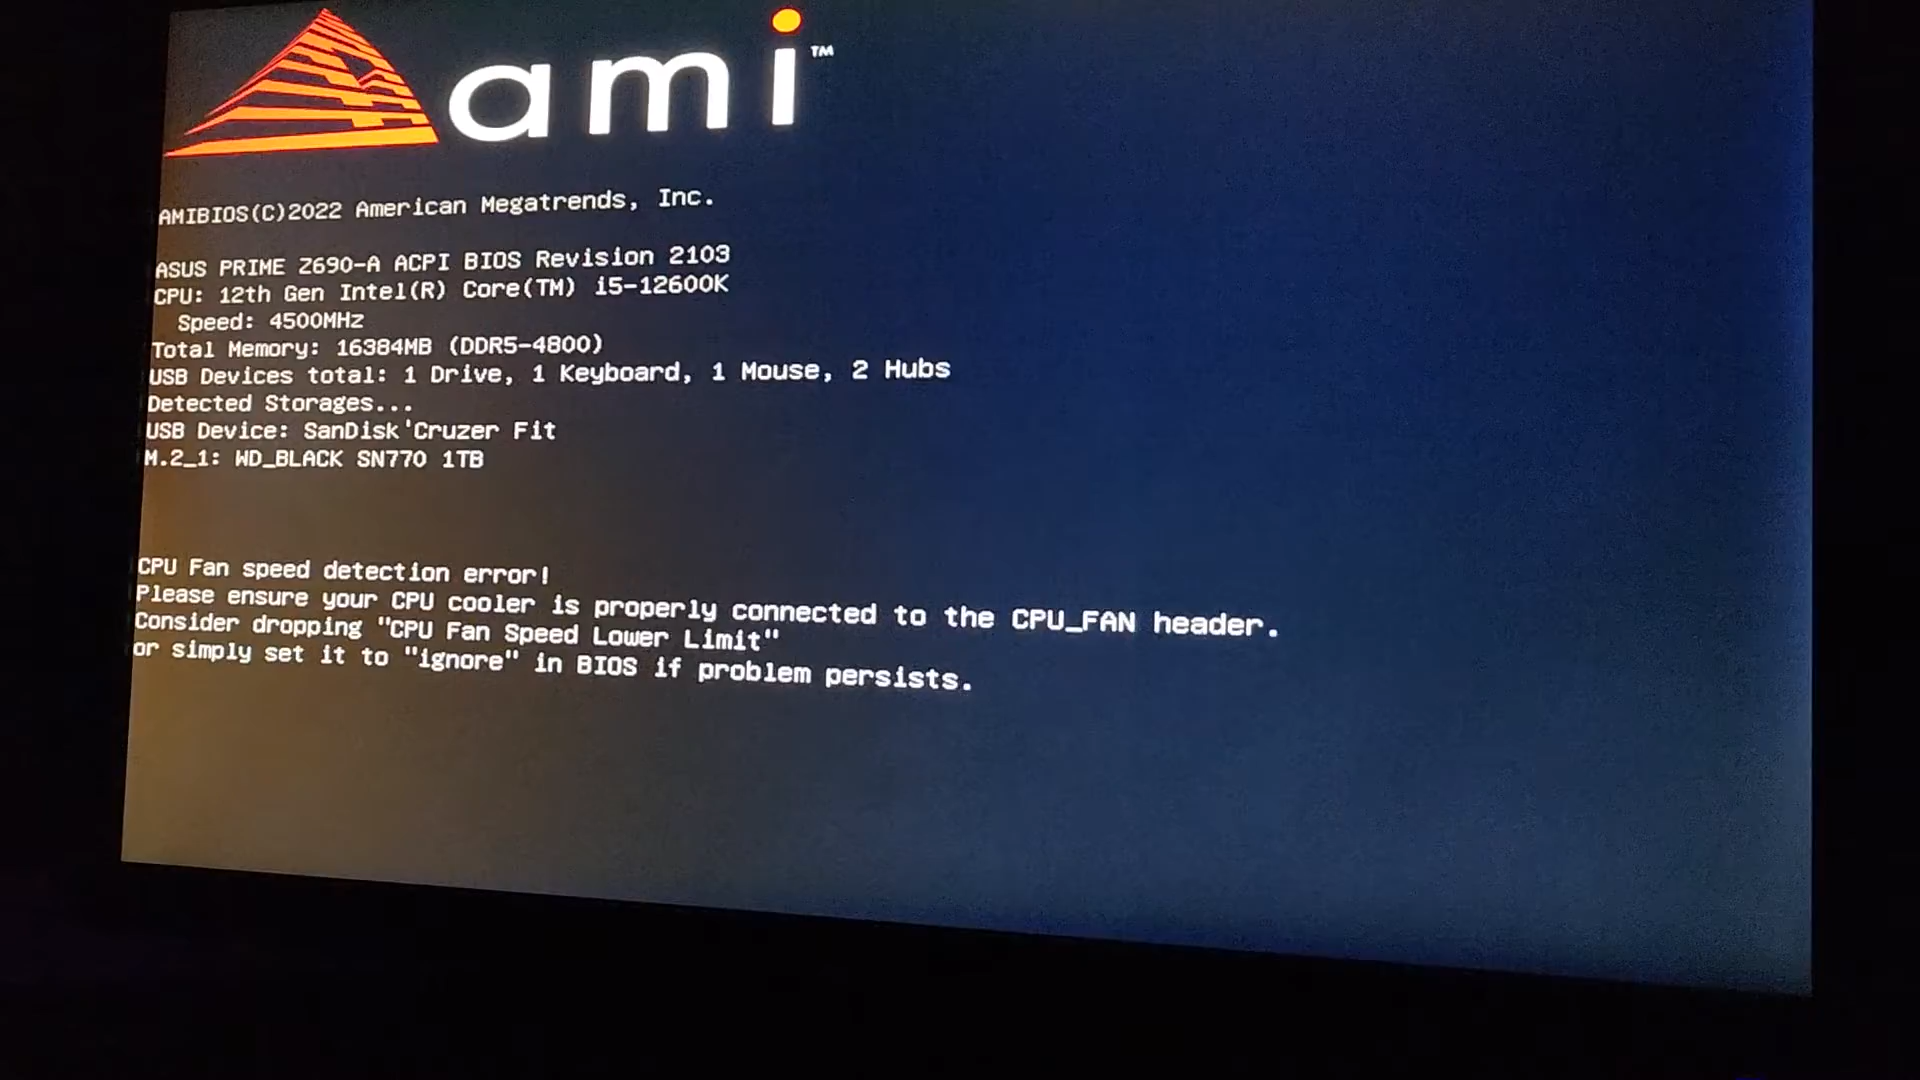 ami™
AMIBIOS(C)2022 American Megatrends, Inc.
ASUS PRIME Z690-A ACPI BIOS Revision 2103
CPU: 12th Gen Intel(R) Core(TM) i5-12600K
Speed: 4500MHz
Total Memory: 16384MB (DDR5-4800)
USB Devices total: 1 Drive, 1 Keyboard, 1 Mouse, 2 Hubs
Detected Storages...
USB Device: SanDisk'Cruzer Fit
M.2_1: WD_BLACK SN770 1TB
CPU Fan speed detection error!
Please ensure your CPU cooler is properly connected to the CPU_FAN header.
Consider dropping "CPU Fan Speed Lower Limit"
or simply set it to "ignore" in BIOS if problem persists.